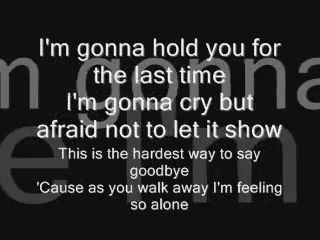 I'm gonna hold you for
the last time
I'm gonna cry but
afraid not to let it show
This is the hardest way to say
goodbye
'Cause as you walk away I'm feeling
so alone